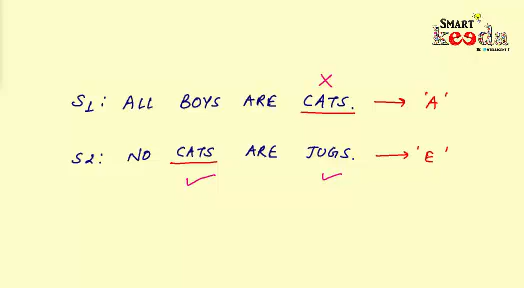 SMART
keeda
S1: ALL BOYS ARE CATS. → 'A'
S2: NO CATS ARE JUGS. → 'E'